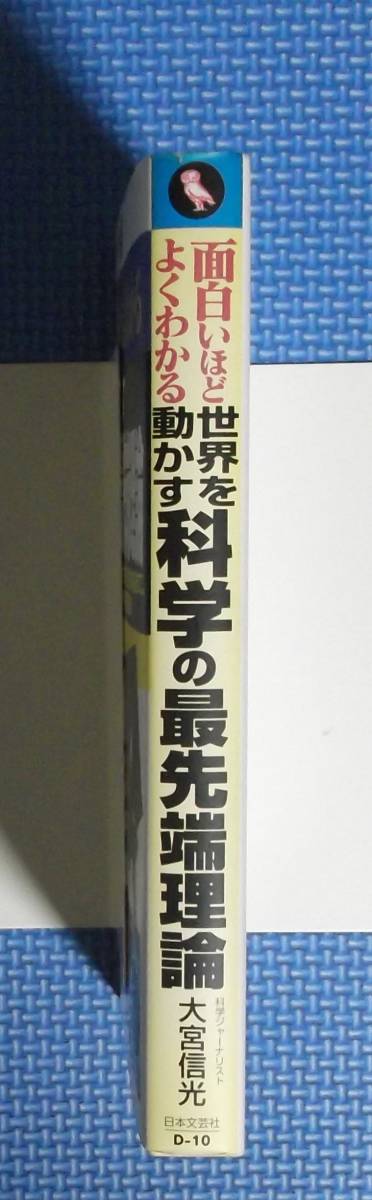 面白いほど
よくわかる
世界を
動かす
科学の最先端理論
科学ジャーナリスト
大宮信光
日本文芸社
D-10